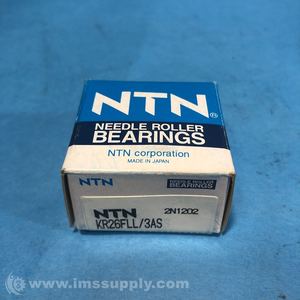 NTN®
NEEDLE ROLLER
BEARINGS
NTN corporation
MADE IN JAPAN
NTN
NEEDLE ROLLER
BEARINGS
NTN 2N1202
KR26FLL/3AS
© www.imssupply.com